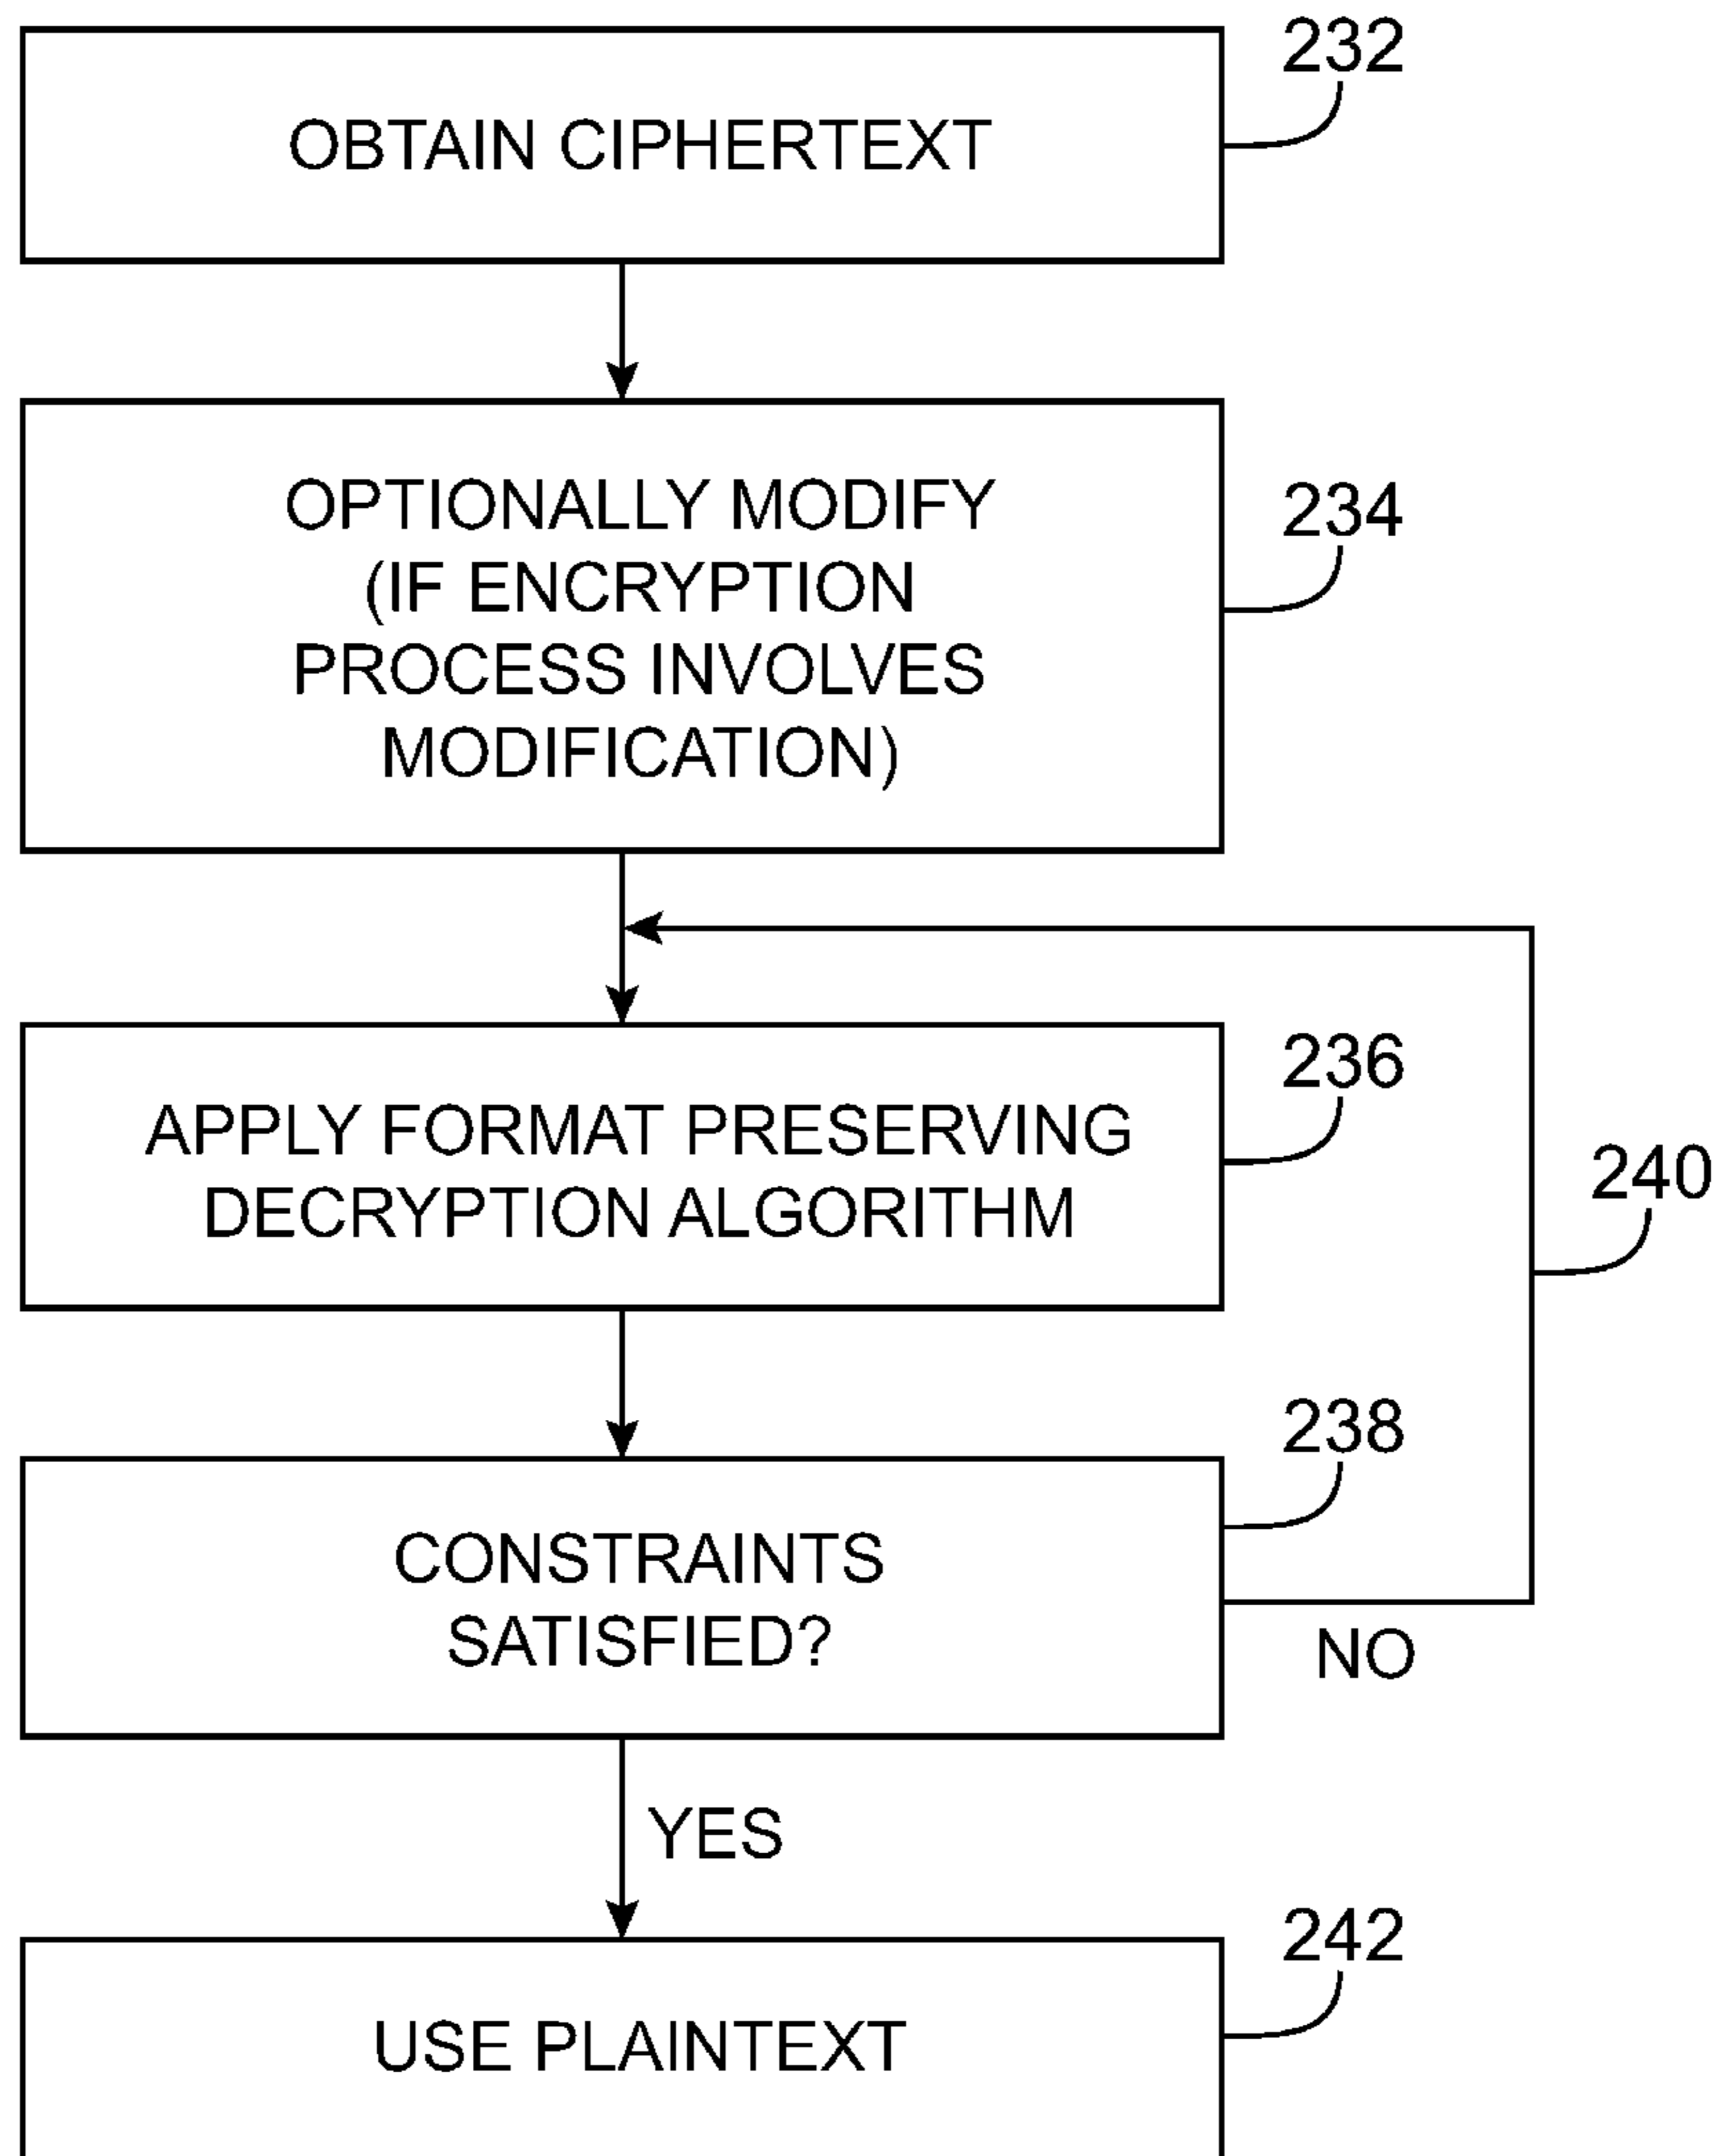 232
OBTAIN CIPHERTEXT
234
OPTIONALLY MODIFY
(IF ENCRYPTION
PROCESS INVOLVES
MODIFICATION)
236
APPLY FORMAT PRESERVING
DECRYPTION ALGORITHM
240
238
CONSTRAINTS
SATISFIED?
NO
YES
242
USE PLAINTEXT